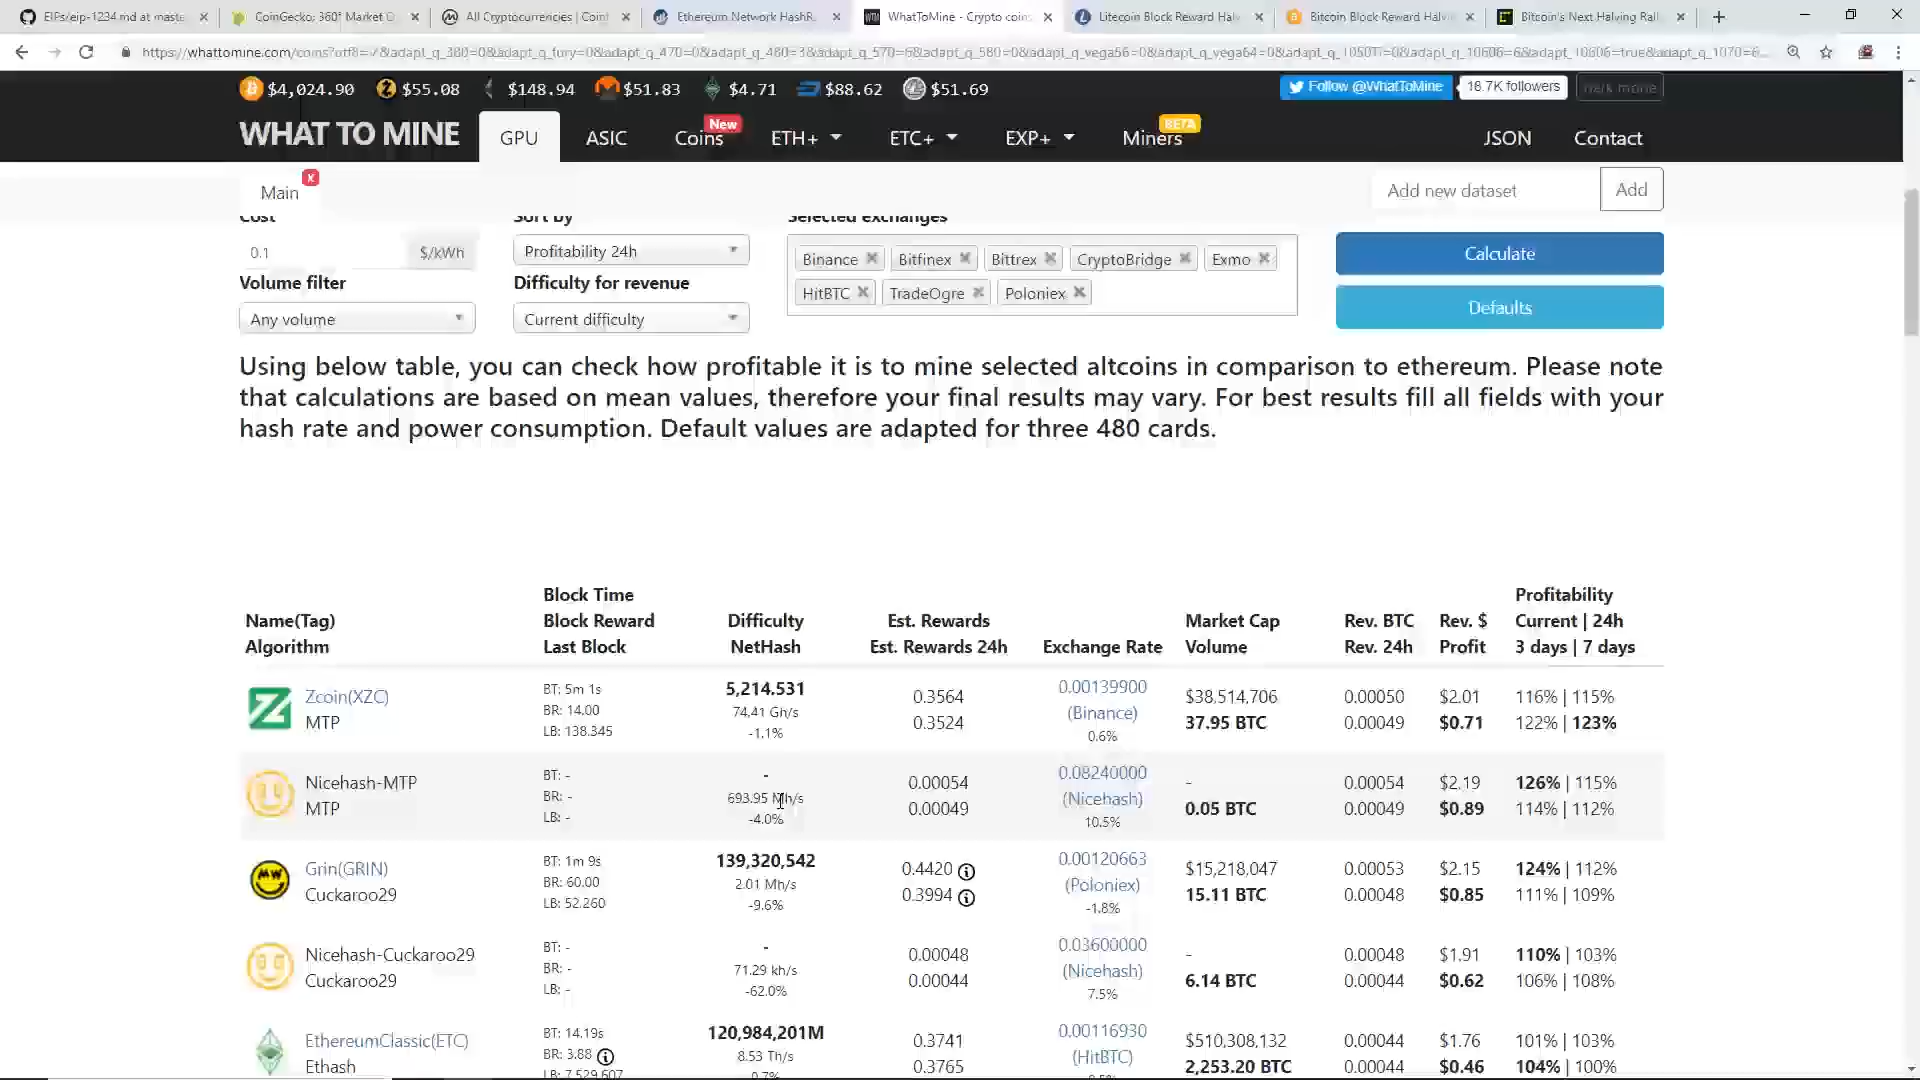 EIPs/eip-1234.md at maste
CoinGecko: 360° Market O
All Cryptocurrencies | Coin
Ethereum Network HashR
WhatToMine - Crypto coins
Litecoin Block Reward Halv
Bitcoin Block Reward Halvi
Bitcoin's Next Halving Rall
$4,024.90 $55.08 $148.94 $51.83 $4.71 $88.62 $51.69
Follow @WhatToMine
18.7K followers
WHAT TO MINE
GPU
ASIC
Coins
New
ETH+
ETC+
EXP+
Miners
BETA
JSON
Contact
Main
x
Add new dataset
Add
Cost
Sort by
Selected exchanges
0.1
$/kWh
Profitability 24h
Binance Bitfinex Bittrex CryptoBridge Exmo
HitBTC TradeOgre Poloniex
Calculate
Volume filter
Difficulty for revenue
Any volume
Current difficulty
Defaults
Using below table, you can check how profitable it is to mine selected altcoins in comparison to ethereum. Please note
that calculations are based on mean values, therefore your final results may vary. For best results fill all fields with your
hash rate and power consumption. Default values are adapted for three 480 cards.
Name(Tag)
Algorithm
Block Time
Block Reward
Last Block
Difficulty
NetHash
Est. Rewards
Est. Rewards 24h
Exchange Rate
Market Cap
Volume
Rev. BTC
Rev. 24h
Rev. $
Profit
Profitability
Current | 24h
3 days | 7 days
Zcoin(XZC)
MTP
BT: 5m 1s
BR: 14.00
LB: 138.345
5,214.531
74.41 Gh/s
-1.1%
0.3564
0.3524
0.00139900
(Binance)
0.6%
$38,514,706
37.95 BTC
0.00050
0.00049
$2.01
$0.71
116% | 115%
122% | 123%
Nicehash-MTP
MTP
BT: -
BR: -
LB: -
-
693.95 Mh/s
-4.0%
0.00054
0.00049
0.08240000
(Nicehash)
10.5%
-
0.05 BTC
0.00054
0.00049
$2.19
$0.89
126% | 115%
114% | 112%
Grin(GRIN)
Cuckaroo29
BT: 1m 9s
BR: 60.00
LB: 52.260
139,320,542
2.01 Mh/s
-9.6%
0.4420
0.3994
0.00120663
(Poloniex)
-1.8%
$15,218,047
15.11 BTC
0.00053
0.00048
$2.15
$0.85
124% | 112%
111% | 109%
Nicehash-Cuckaroo29
Cuckaroo29
BT: -
BR: -
LB: -
-
71.29 kh/s
-62.0%
0.00048
0.00044
0.03600000
(Nicehash)
7.5%
-
6.14 BTC
0.00048
0.00044
$1.91
$0.62
110% | 103%
106% | 108%
EthereumClassic(ETC)
Ethash
BT: 14.19s
BR: 3.88
LB: 7,529,607
120,984,201M
8.53 Th/s
0.3741
0.3765
0.00116930
(HitBTC)
$510,308,132
2,253.20 BTC
0.00044
0.00044
$1.76
$0.46
101% | 103%
104% | 100%